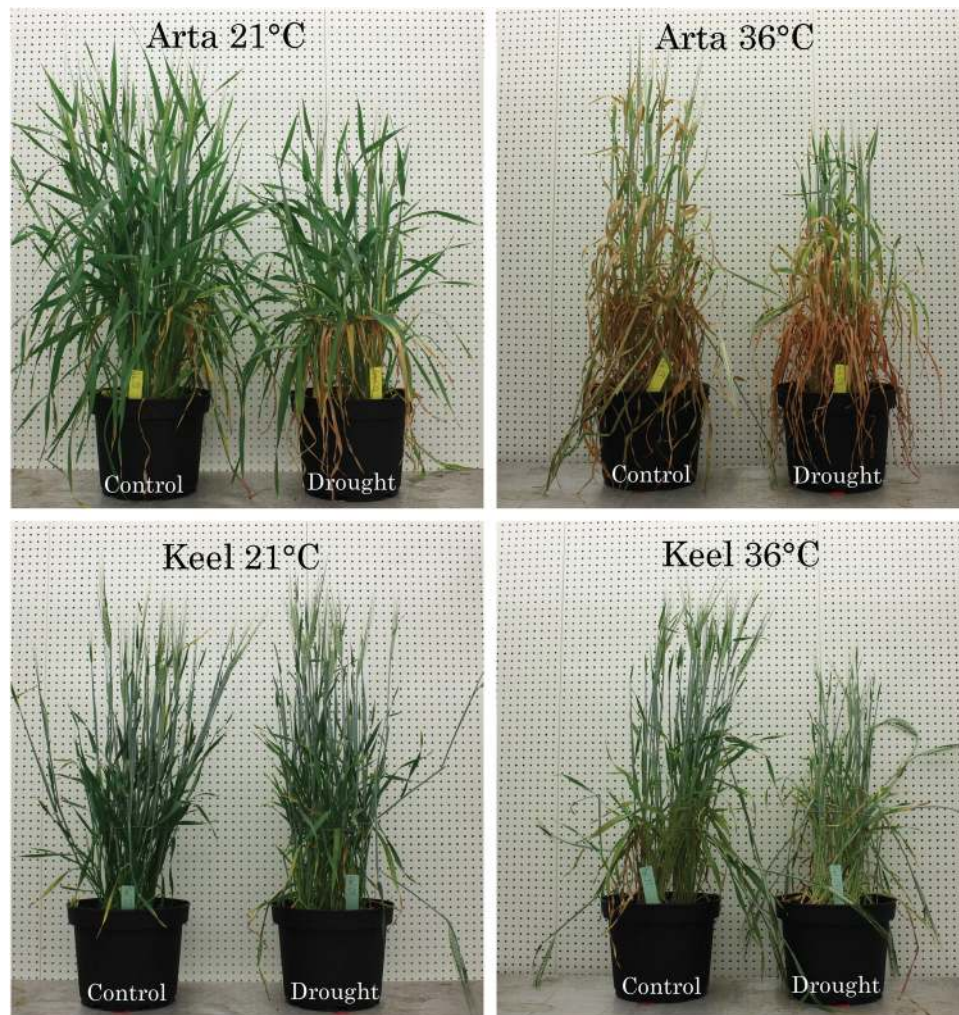 Arta 21°C
Arta 36°C
Control
Drought
Control
Drought
Keel 21°C
Keel 36°C
Control
Drought
Control
Drought